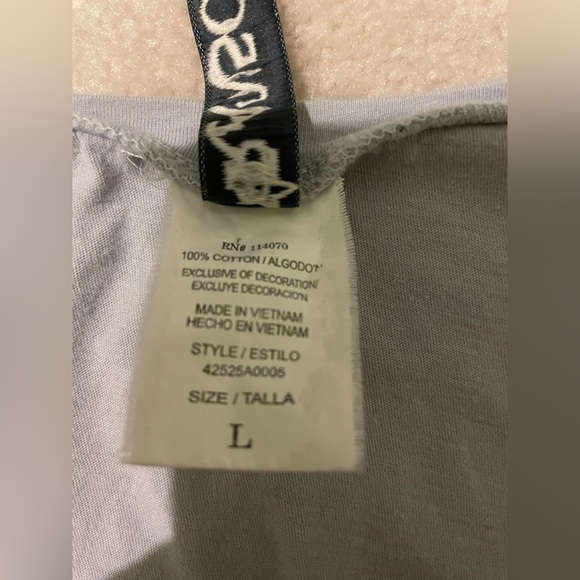 RN# 114070
100% COTTON / ALGODO
EXCLUSIVE OF DECORATION/
EXCLUYE DECORACION
MADE IN VIETNAM
HECHO EN VIETNAM
STYLE / ESTILO
42525A0005
SIZE / TALLA
L